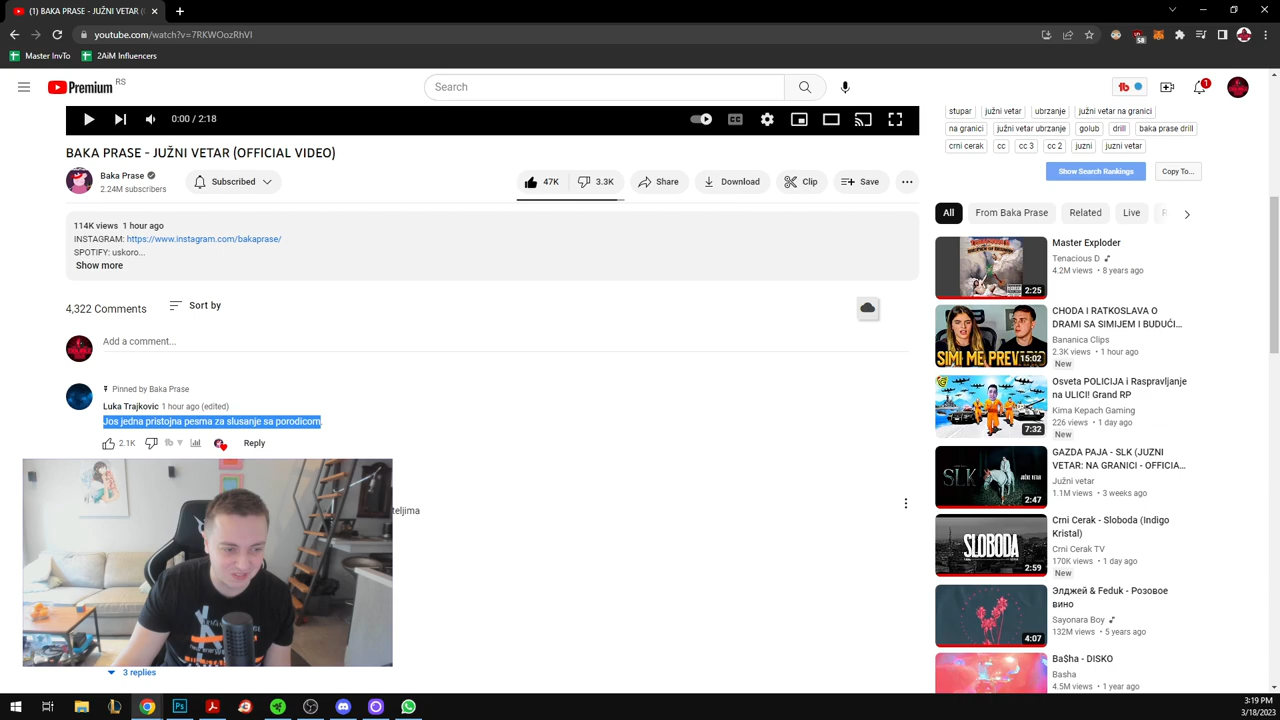 (1) BAKA PRASE - JUŽNI VETAR (
youtube.com/watch?v=7RKWOozRhVI
58
Master InvTo
2AiM Influencers
Premium RS
Search
1
0:00 / 2:18
BAKA PRASE - JUŽNI VETAR (OFFICIAL VIDEO)
Baka Prase
2.24M subscribers
Subscribed
47K
3.3K
Share
Download
Clip
Save
114K views 1 hour ago
INSTAGRAM: https://www.instagram.com/bakaprase/
SPOTIFY: uskoro...
Show more
4,322 Comments
Sort by
Add a comment...
Pinned by Baka Prase
Luka Trajkovic 1 hour ago (edited)
Jos jedna pristojna pesma za slusanje sa porodicom.
2.1K
Reply
teljima
3 replies
stupar južni vetar ubrzanje južni vetar na granici
na granici južni vetar ubrzanje golub drill baka prase drill
crni cerak cc cc 3 cc 2 juzni juzni vetar
Show Search Rankings
Copy To...
All
From Baka Prase
Related
Live
Master Exploder
Tenacious D
4.2M views • 8 years ago
2:25
CHODA I RATKOSLAVA O
DRAMI SA SIMIJEM I BUDUĆI...
Bananica Clips
2.3K views • 1 hour ago
New
SIMI ME PREVARIO
15:02
Osveta POLICIJA i Raspravljanje
na ULICI! Grand RP
Kima Kepach Gaming
226 views • 1 day ago
New
7:32
GAZDA PAJA - SLK (JUZNI
VETAR: NA GRANICI - OFFICIA...
Južni vetar
1.1M views • 3 weeks ago
SLK
2:47
Crni Cerak - Sloboda (Indigo
Kristal)
Crni Cerak TV
170K views • 1 day ago
New
SLOBODA
2:59
Элджей & Feduk - Розовое
вино
Sayonara Boy
132M views • 5 years ago
4:07
Ba$ha - DISKO
Basha
4.5M views • 1 year ago
3:19 PM
3/18/2023